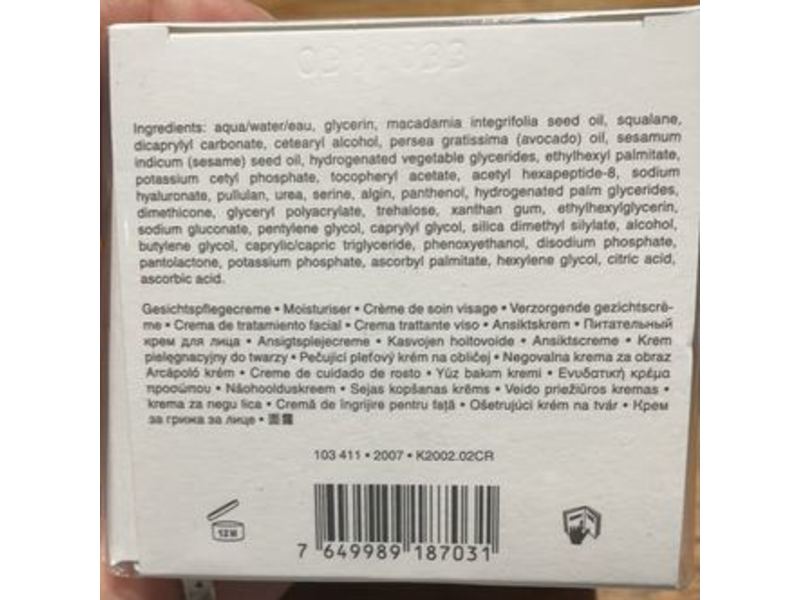 Ingredients: aqua/water/eau, glycerin, macadamia integrifolia seed oil, squalane,
dicaprylyl carbonate, cetearyl alcohol, persea gratissima (avocado) oil, sesamum
indicum (sesame) seed oil, hydrogenated vegetable glycerides, ethylhexyl palmitate,
potassium cetyl phosphate, tocopheryl acetate, acetyl hexapeptide-8, sodium
hyaluronate, pullulan, urea, serine, algin, panthenol, hydrogenated palm glycerides,
dimethicone, glyceryl polyacrylate, trehalose, xanthan gum, ethylhexylglycerin,
sodium gluconate, pentylene glycol, caprylyl glycol, silica dimethyl silylate, alcohol,
butylene glycol, caprylic/capric triglyceride, phenoxyethanol, disodium phosphate,
pantolactone, potassium phosphate, ascorbyl palmitate, hexylene glycol, citric acid,
ascorbic acid.
Gesichtspflegecreme • Moisturiser • Crème de soin visage • Verzorgende gezichtscrè-
me • Crema de tratamiento facial • Crema trattante viso • Ansiktskrem • Питательный
крем для лица • Ansigtsplejecreme • Kasvojen hoitovoide • Ansiktscreme • Krem
pielęgnacyjny do twarzy • Pečující pleťový krém na obličej • Negovalna krema za obraz
Arcápoló krém • Creme de cuidado de rosto • Yüz bakım kremi • Ενυδατική κρέμα
προσώπου • Näohoolduskreem • Sejas kopšanas krēms • Veido priežiūros kremas •
krema za negu lica • Cremă de îngrijire pentru față • Ošetrujúci krém na tvár • Крем
за грижа за лице • 面霜
103 411 • 2007 • K2002.02CR
12 M
7 649989 187031